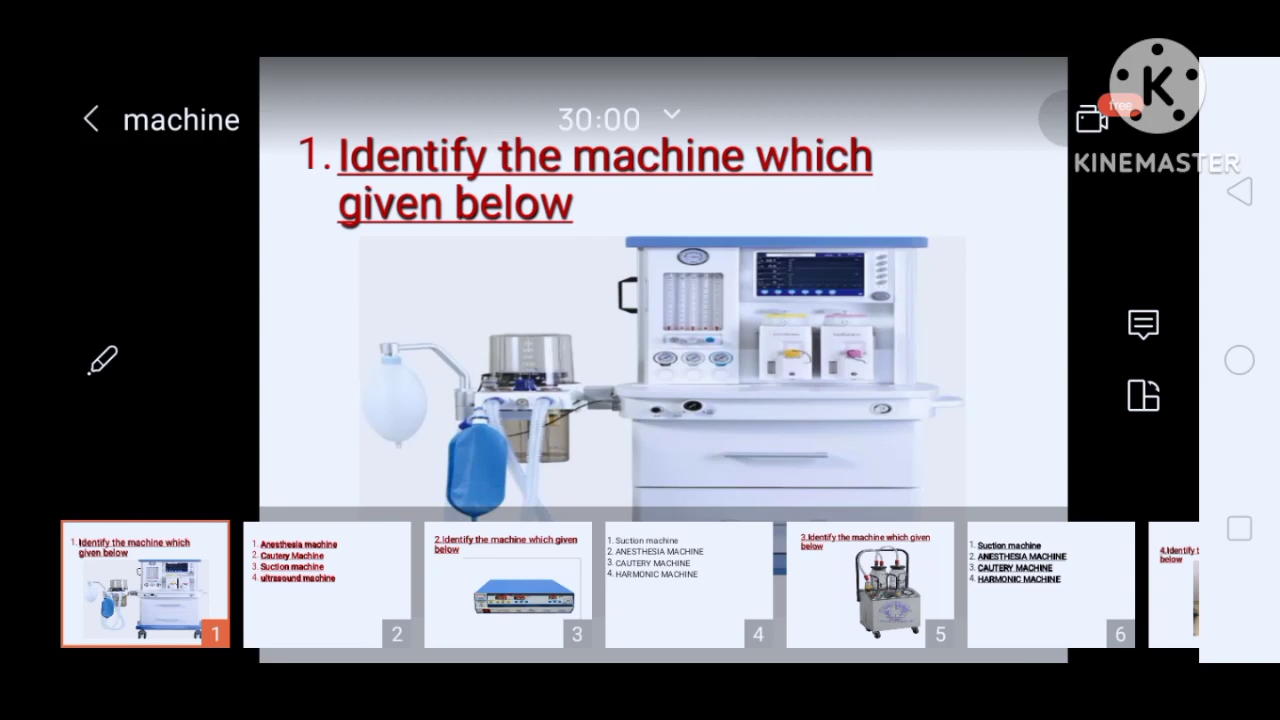 machine
30:00
free
KINEMASTER
1. Identify the machine which
given below
1. Identify the machine which
given below
1
1. Anesthesia machine
2. Cautery Machine
3. Suction machine
4. ultrasound machine
2
2.Identify the machine which given
below
3
1. Suction machine
2. ANESTHESIA MACHINE
3. CAUTERY MACHINE
4. HARMONIC MACHINE
4
3.Identify the machine which given
below
5
1. Suction machine
2. ANESTHESIA MACHINE
3. CAUTERY MACHINE
4. HARMONIC MACHINE
6
4.Identify t
below